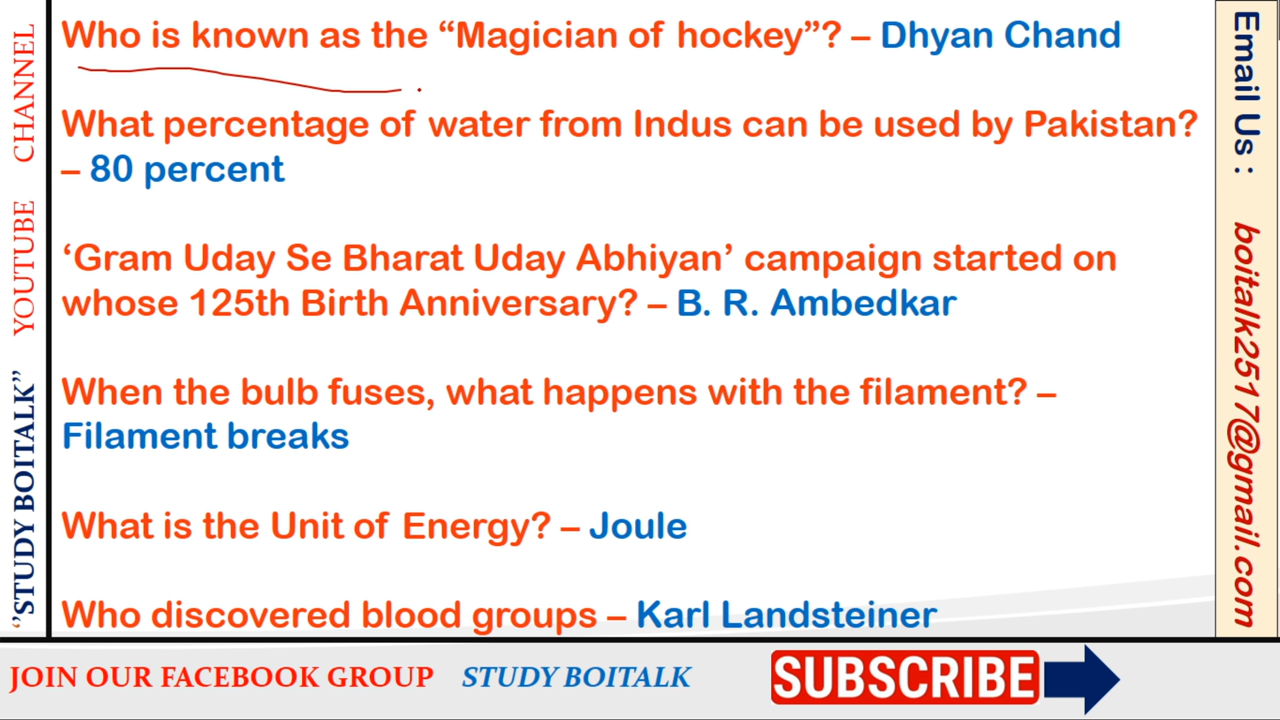 Who is known as the “Magician of hockey”? – Dhyan Chand
What percentage of water from Indus can be used by Pakistan?
– 80 percent
‘Gram Uday Se Bharat Uday Abhiyan’ campaign started on
whose 125th Birth Anniversary? – B. R. Ambedkar
When the bulb fuses, what happens with the filament? –
Filament breaks
What is the Unit of Energy? – Joule
Who discovered blood groups – Karl Landsteiner
‘’STUDY BOITALK” YOUTUBE CHANNEL
Email Us : boitalk2517@gmail.com
JOIN OUR FACEBOOK GROUP STUDY BOITALK
SUBSCRIBE